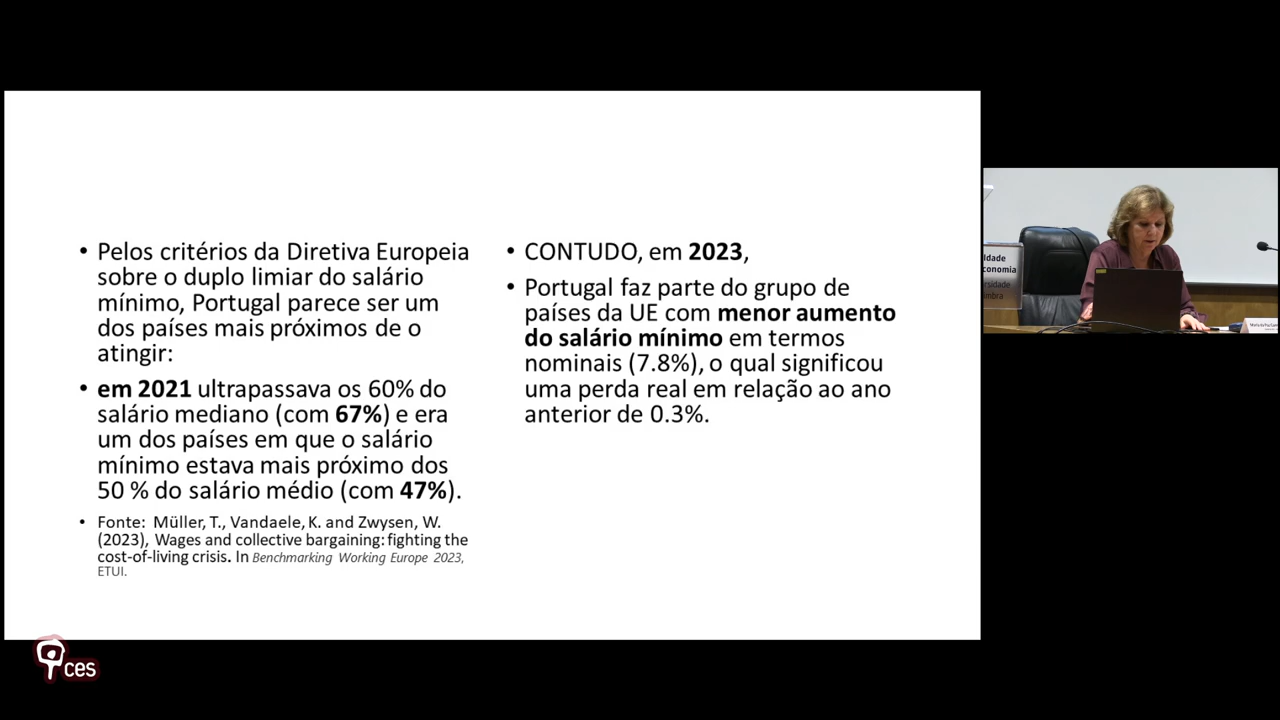 • Pelos critérios da Diretiva Europeia
sobre o duplo limiar do salário
mínimo, Portugal parece ser um
dos países mais próximos de o
atingir:
• em 2021 ultrapassava os 60% do
salário mediano (com 67%) e era
um dos países em que o salário
mínimo estava mais próximo dos
50 % do salário médio (com 47%).
• Fonte: Müller, T., Vandaele, K. and Zwysen, W.
(2023), Wages and collective bargaining: fighting the
cost-of-living crisis. In Benchmarking Working Europe 2023,
ETUI.
• CONTUDO, em 2023,
• Portugal faz parte do grupo de
países da UE com menor aumento
do salário mínimo em termos
nominais (7.8%), o qual significou
uma perda real em relação ao ano
anterior de 0.3%.
ldade
conomia
rsidade
imbra
ces